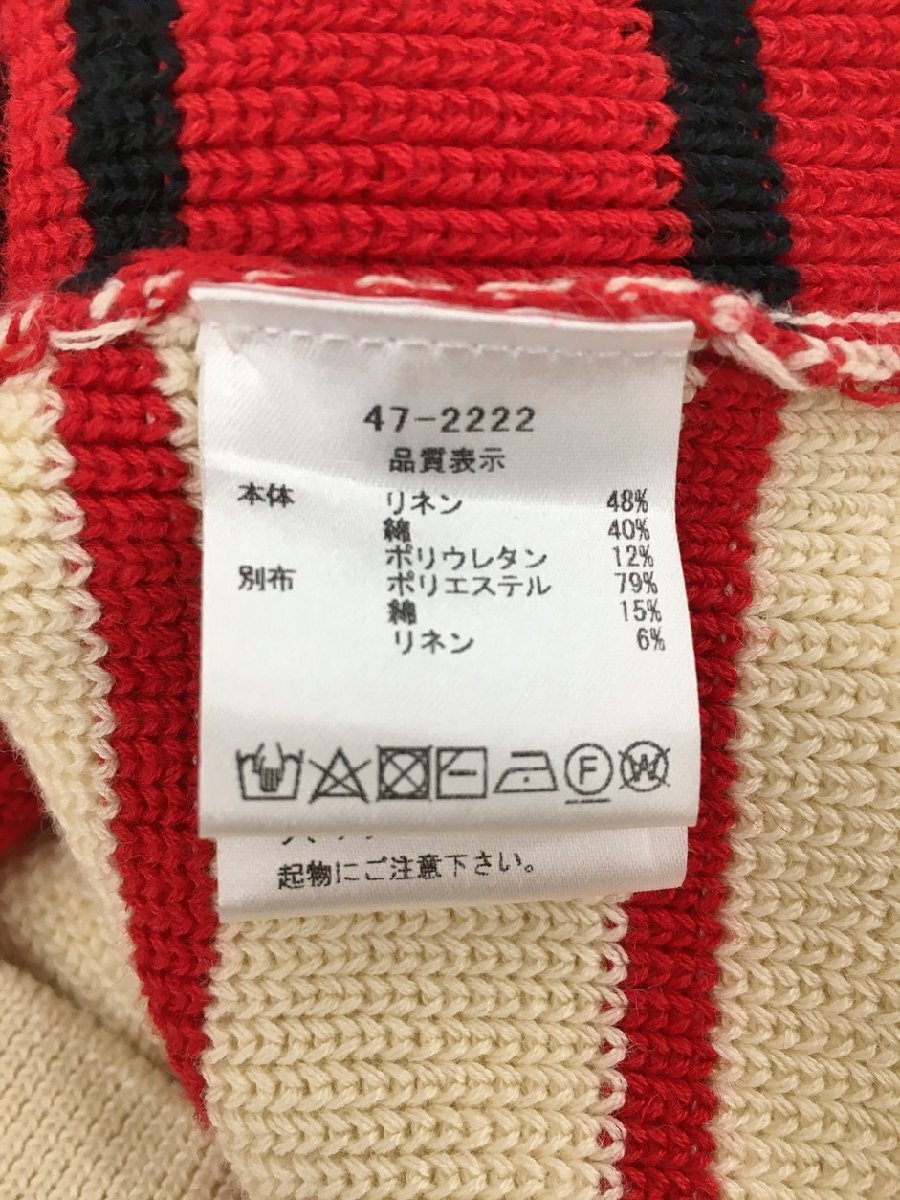 47-2222
品質表示
本体 リネン 48%
綿 40%
ポリウレタン 12%
別布 ポリエステル 79%
綿 15%
リネン 6%
F W
起物にご注意下さい。